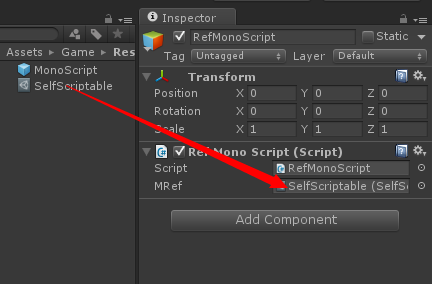 Assets ▸ Game ▸ Res
MonoScript
SelfScriptable
Inspector
RefMonoScript
Static
Tag Untagged Layer Default
Transform
Position X 0 Y 0 Z 0
Rotation X 0 Y 0 Z 0
Scale X 1 Y 1 Z 1
Ref Mono Script (Script)
Script RefMonoScript
MRef SelfScriptable (SelfSc
Add Component